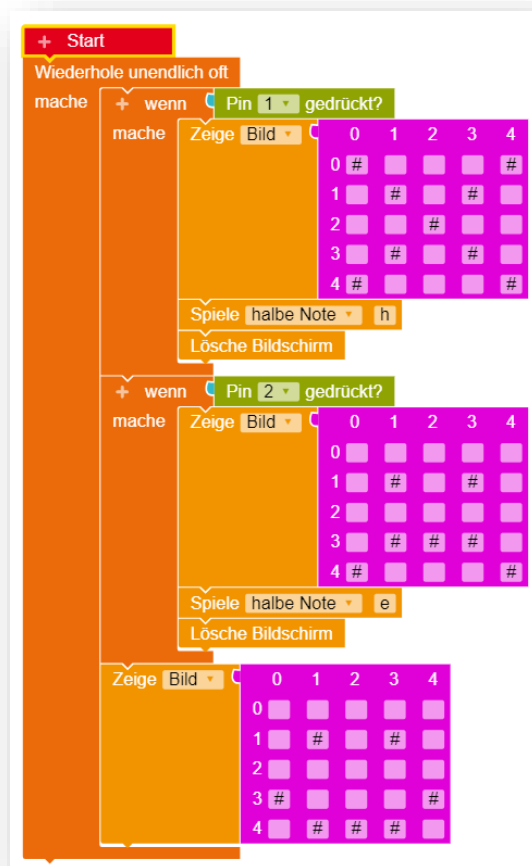 + Start
Wiederhole unendlich oft
mache + wenn Pin 1 gedrückt?
mache Zeige Bild 0 1 2 3 4
0 # #
1 # #
2 #
3 # #
4 # #
Spiele halbe Note h
Lösche Bildschirm
+ wenn Pin 2 gedrückt?
mache Zeige Bild 0 1 2 3 4
0
1 # #
2
3 # # #
4 # #
Spiele halbe Note e
Lösche Bildschirm
Zeige Bild 0 1 2 3 4
0
1 # #
2
3 # #
4 # # #